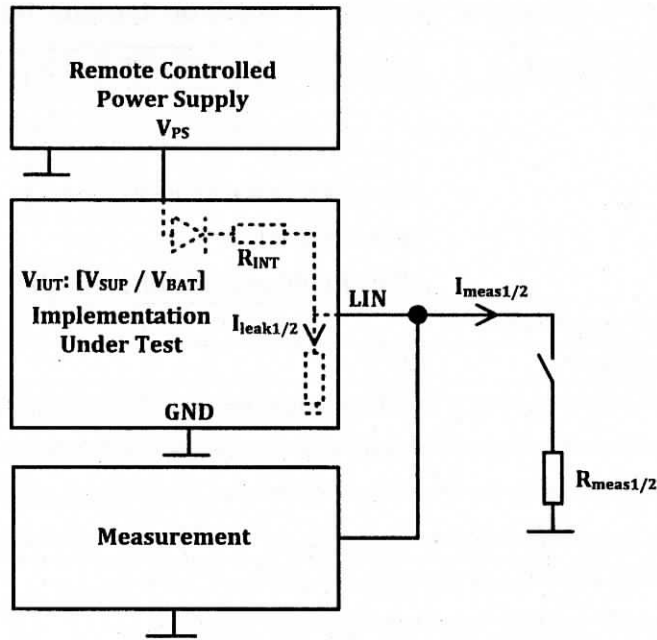 Remote Controlled
Power Supply
VPS
RINT
VIUT: [VSUP / VBAT]
LIN
Imeas1/2
Implementation
Under Test
Ileak1/2
GND
Rmeas1/2
Measurement